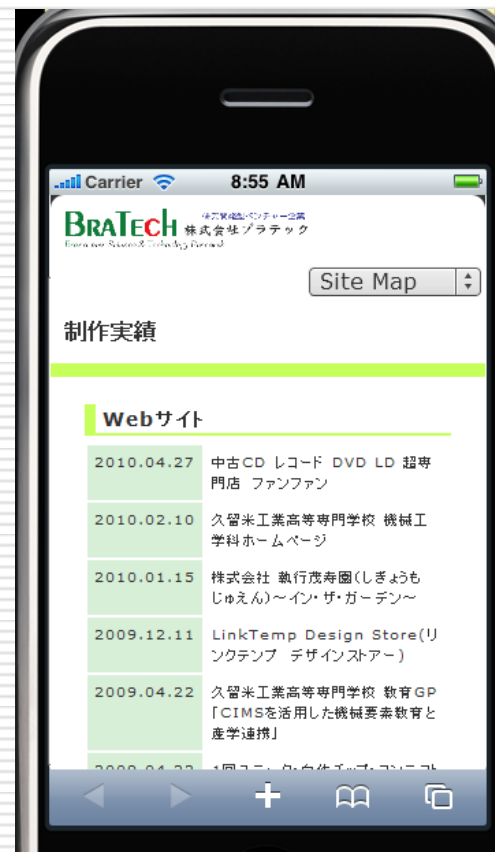 Carrier 8:55 AM
BRATECH 株式会社ブラテック
Site Map
制作実績
Webサイト
2010.04.27 中古CD レコード DVD LD 超専
門店 ファンファン
2010.02.10 久留米工業高等専門学校 機械工
学科ホームページ
2010.01.15 株式会社 執行茂寿園(しぎょうも
じゅえん)～イン・ザ・ガーデン～
2009.12.11 LinkTemp Design Store(リ
ンクテンプ デザインストアー)
2009.04.22 久留米工業高等専門学校 教育GP
「CIMSを活用した機械要素教育と
産学連携」